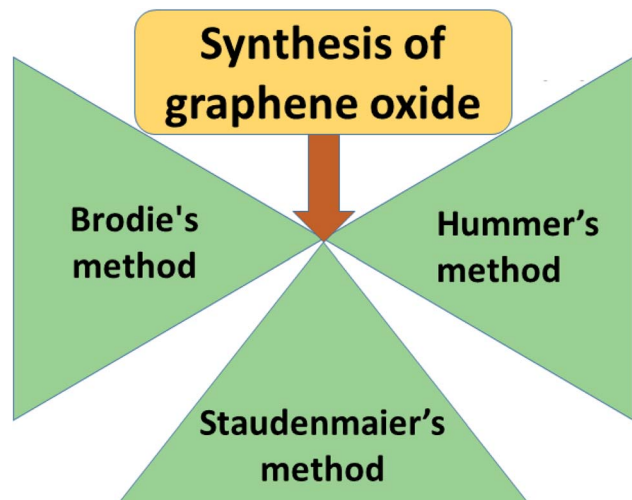 Synthesis of
graphene oxide
Brodie's
method
Hummer’s
method
Staudenmaier’s
method